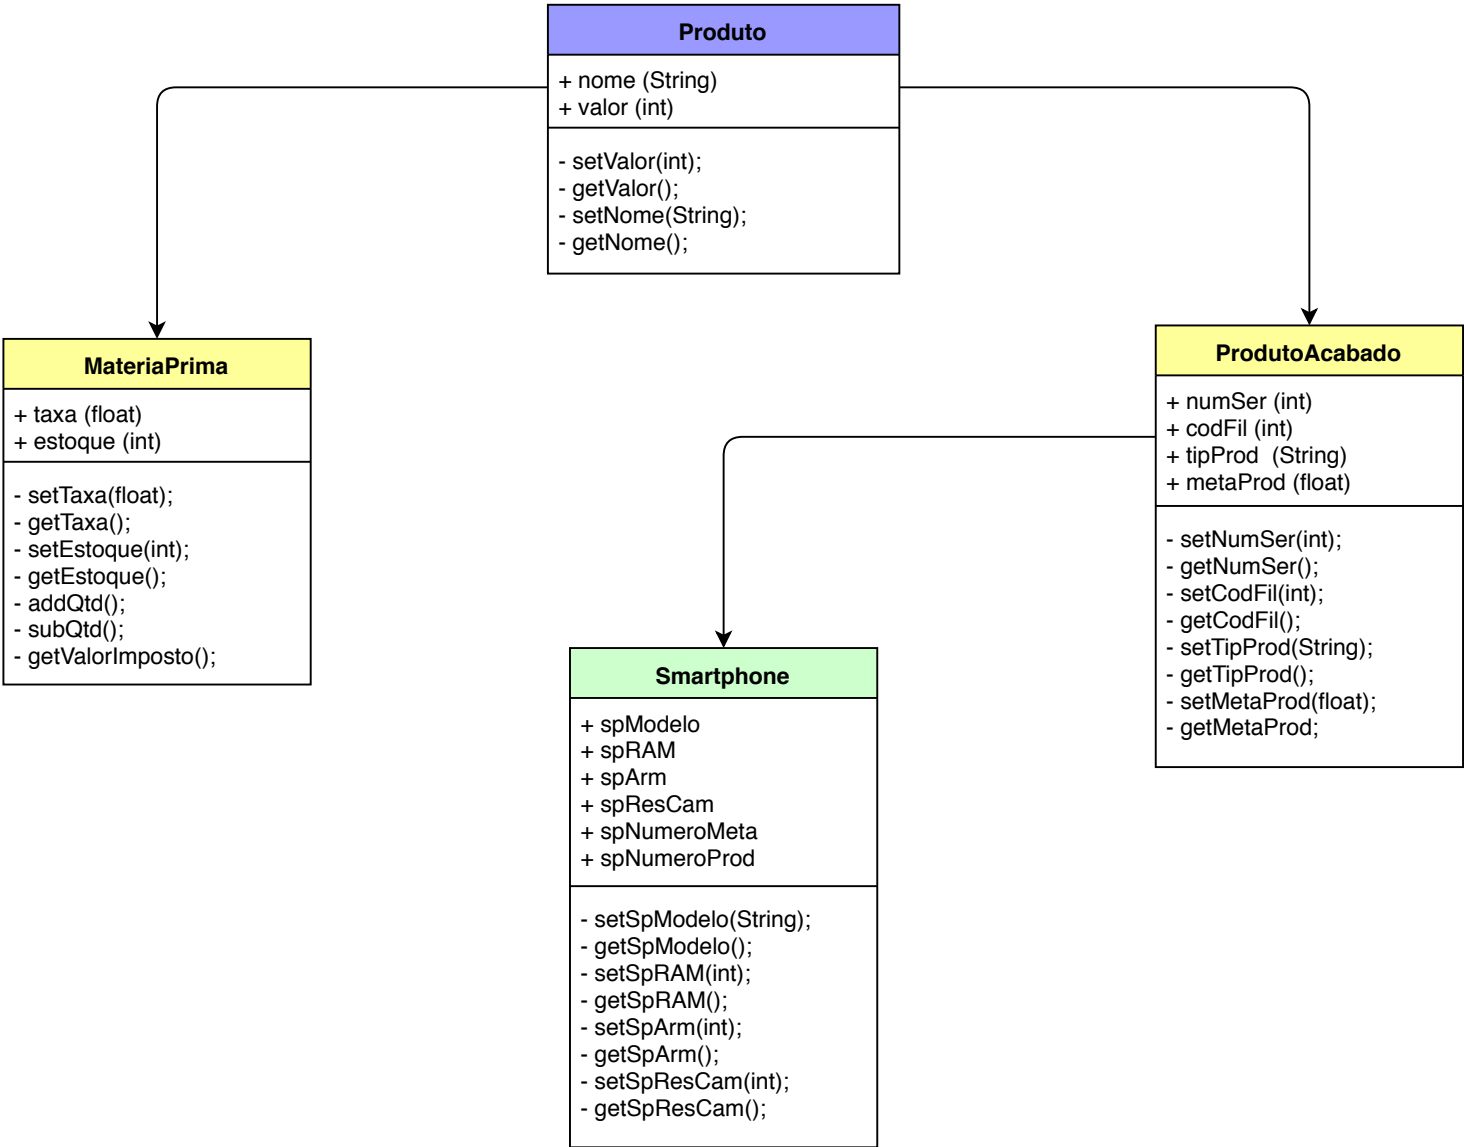 Produto
+ nome (String)
+ valor (int)
- setValor(int);
- getValor();
- setNome(String);
- getNome();
MateriaPrima
+ taxa (float)
+ estoque (int)
- setTaxa(float);
- getTaxa();
- setEstoque(int);
- getEstoque();
- addQtd();
- subQtd();
- getValorImposto();
ProdutoAcabado
+ numSer (int)
+ codFil (int)
+ tipProd  (String)
+ metaProd (float)
- setNumSer(int);
- getNumSer();
- setCodFil(int);
- getCodFil();
- setTipProd(String);
- getTipProd();
- setMetaProd(float);
- getMetaProd;
Smartphone
+ spModelo
+ spRAM
+ spArm
+ spResCam
+ spNumeroMeta
+ spNumeroProd
- setSpModelo(String);
- getSpModelo();
- setSpRAM(int);
- getSpRAM();
- setSpArm(int);
- getSpArm();
- setSpResCam(int);
- getSpResCam();